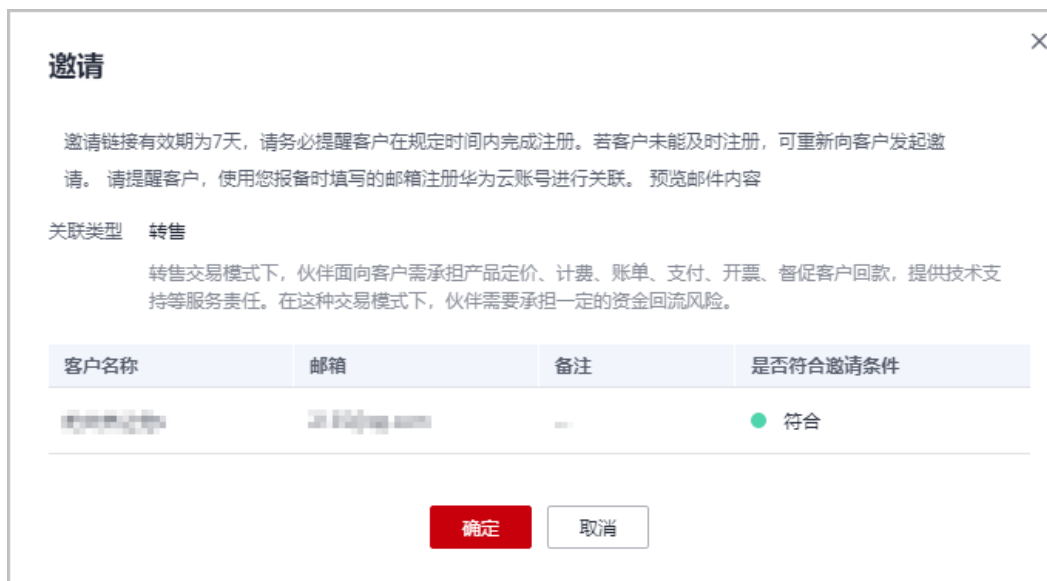 邀请
邀请链接有效期为7天，请务必提醒客户在规定时间内完成注册。若客户未能及时注册，可重新向客户发起邀
请。 请提醒客户，使用您报备时填写的邮箱注册华为云账号进行关联。 预览邮件内容
关联类型 转售
转售交易模式下，伙伴面向客户需承担产品定价、计费、账单、支付、开票、督促客户回款，提供技术支
持等服务责任。在这种交易模式下，伙伴需要承担一定的资金回流风险。
客户名称 邮箱 备注 是否符合邀请条件
符合
确定 取消